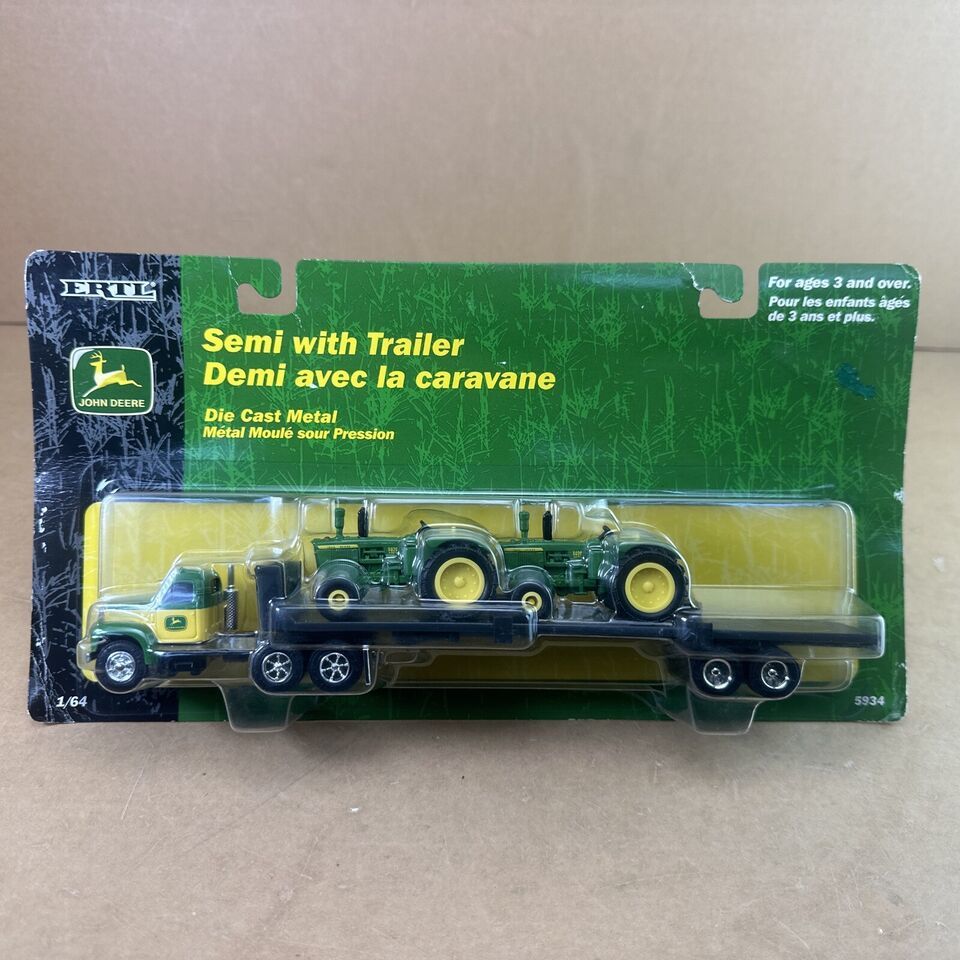 ERTL®
For ages 3 and over.
Pour les enfants âgés
de 3 ans et plus.
Semi with Trailer
Demi avec la caravane
JOHN DEERE
Die Cast Metal
Métal Moulé sour Pression
1/64
5934